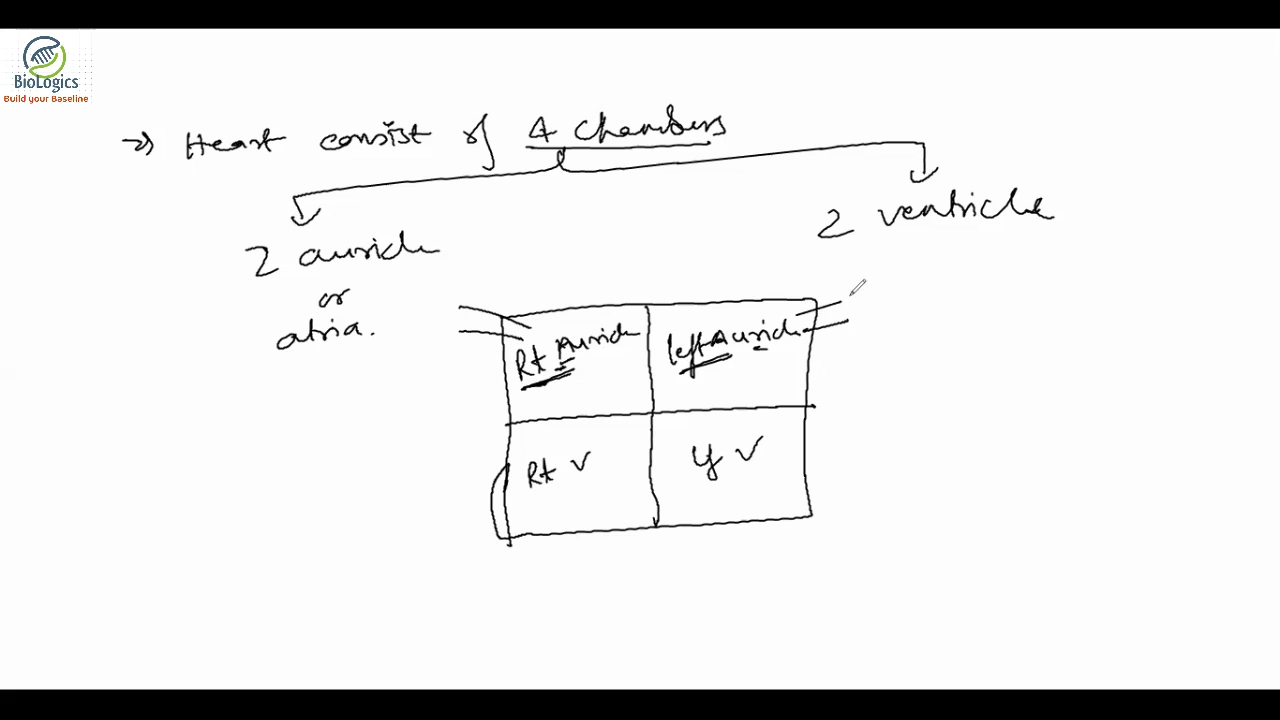 BioLogics
Build your Baseline
=> Heart consist of 4 Chambers
2 auricle
2 ventricle
or
atria.
Rt Auricle
left Auricle
Rt V
V